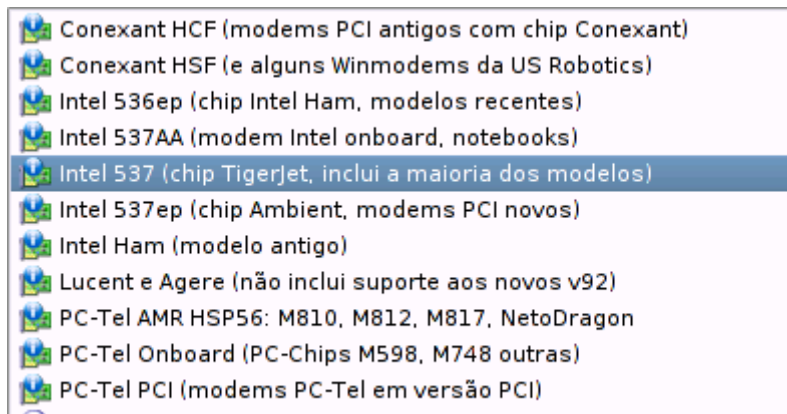 Conexant HCF (modems PCI antigos com chip Conexant)
Conexant HSF (e alguns Winmodems da US Robotics)
Intel 536ep (chip Intel Ham, modelos recentes)
Intel 537AA (modem Intel onboard, notebooks)
Intel 537 (chip TigerJet, inclui a maioria dos modelos)
Intel 537ep (chip Ambient, modems PCI novos)
Intel Ham (modelo antigo)
Lucent e Agere (não inclui suporte aos novos v92)
PC-Tel AMR HSP56: M810, M812, M817, NetoDragon
PC-Tel Onboard (PC-Chips M598, M748 outras)
PC-Tel PCI (modems PC-Tel em versão PCI)